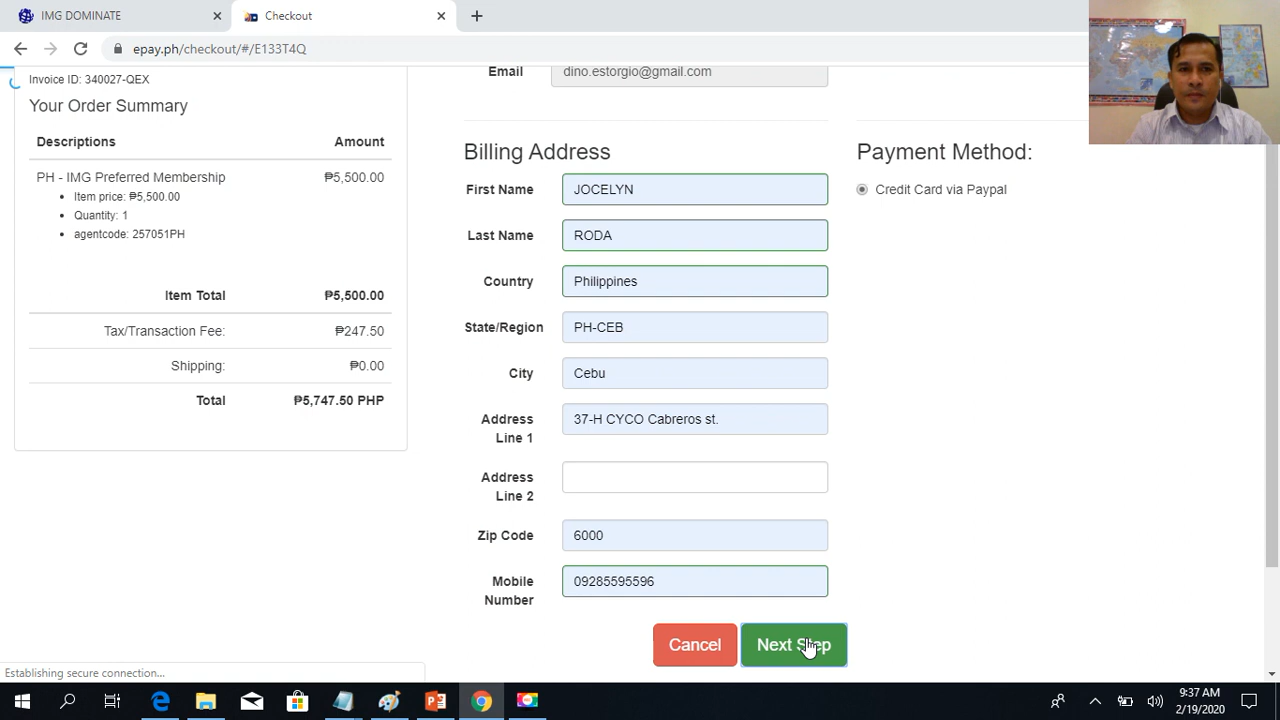 IMG DOMINATE
Checkout
epay.ph/checkout/#/E133T4Q
Invoice ID: 340027-QEX
Your Order Summary
Descriptions Amount
PH - IMG Preferred Membership ₱5,500.00
Item price: ₱5,500.00
Quantity: 1
agentcode: 257051PH
Item Total ₱5,500.00
Tax/Transaction Fee: ₱247.50
Shipping: ₱0.00
Total ₱5,747.50 PHP
Email dino.estorgio@gmail.com
Billing Address
First Name JOCELYN
Last Name RODA
Country Philippines
State/Region PH-CEB
City Cebu
Address
Line 1
37-H CYCO Cabreros st.
Address
Line 2
Zip Code 6000
Mobile
Number
09285595596
Cancel Next Step
Payment Method:
Credit Card via Paypal
Establishing secure connection...
9:37 AM
2/19/2020